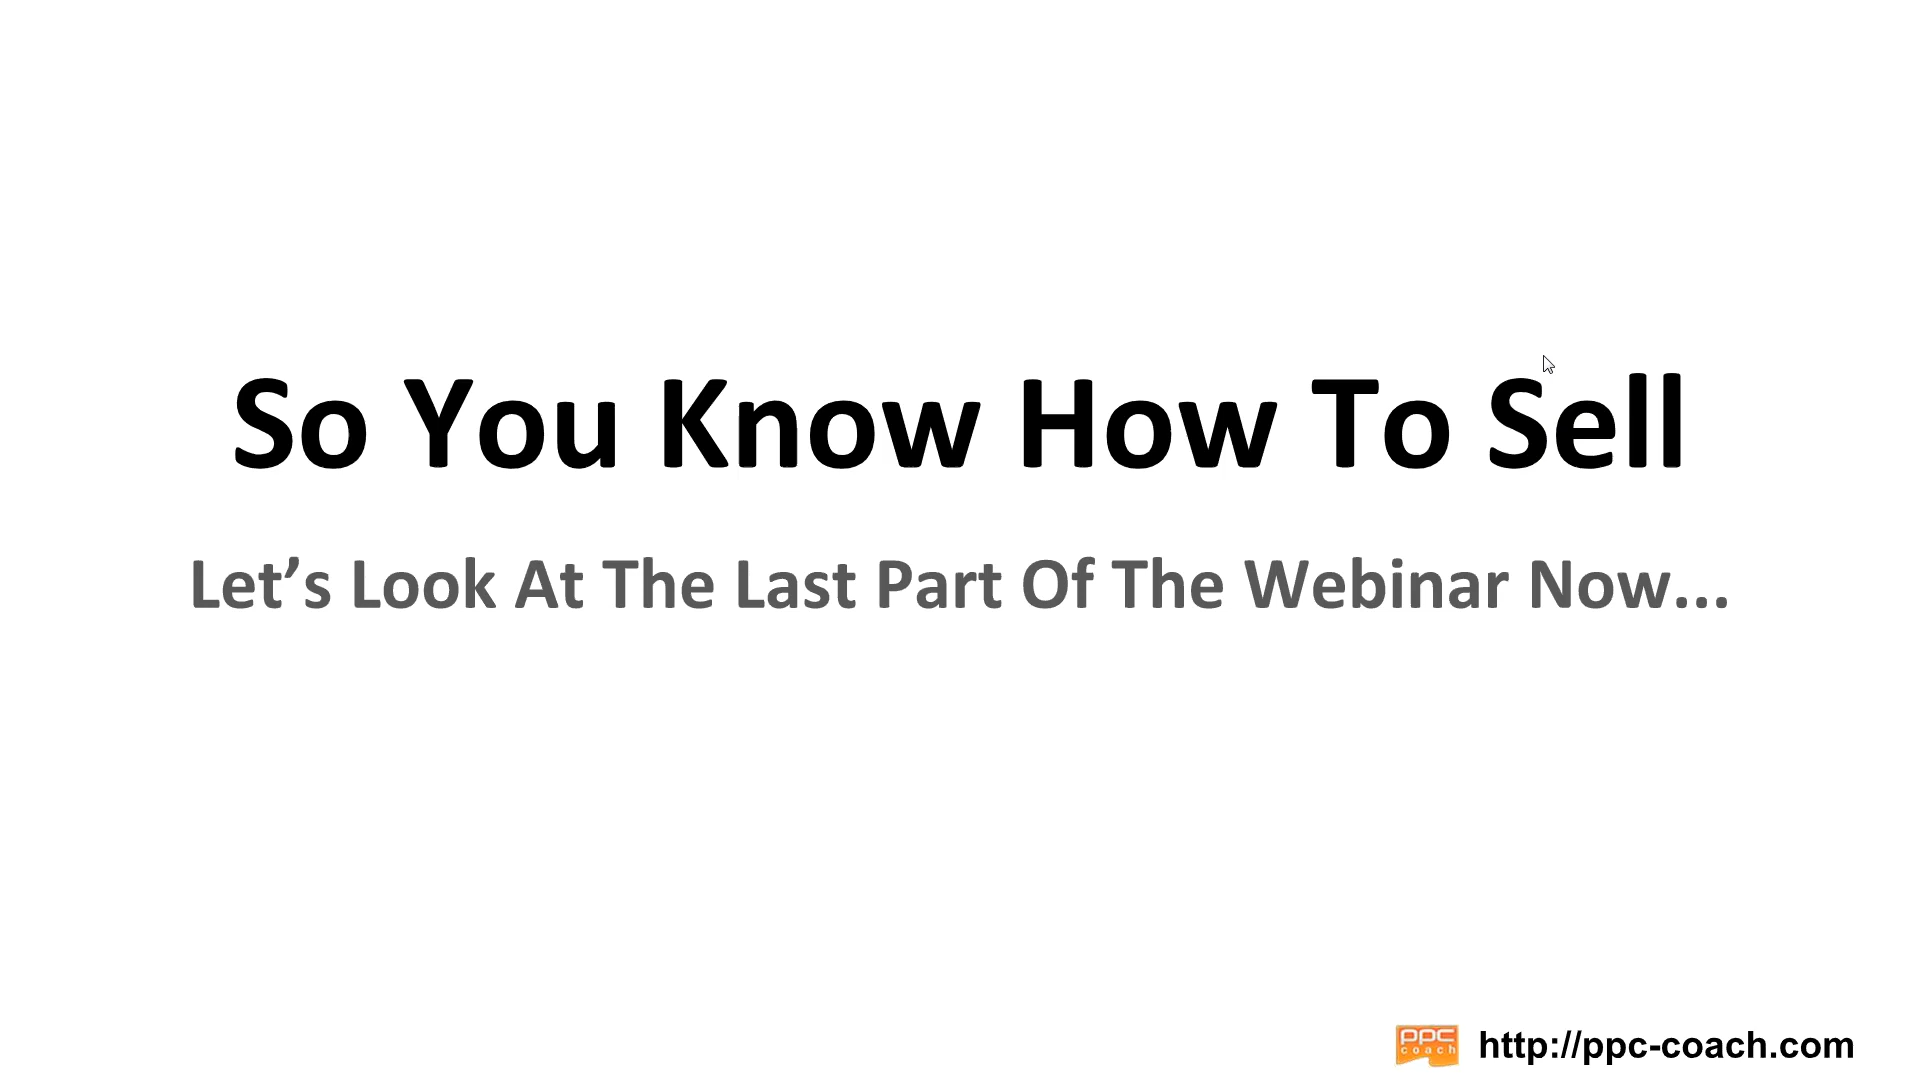 So You Know How To Sell
Let’s Look At The Last Part Of The Webinar Now...
ppc
coach
http://ppc-coach.com